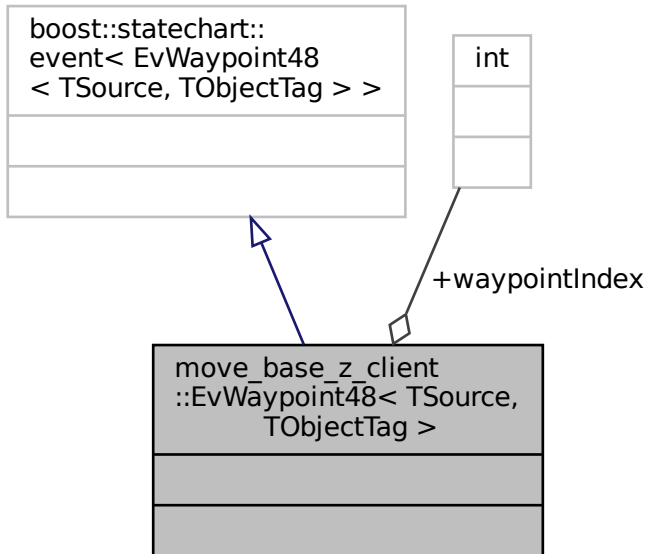 boost::statechart::
event< EvWaypoint48
< TSource, TObjectTag > >
int
+waypointIndex
move_base_z_client
::EvWaypoint48< TSource,
TObjectTag >